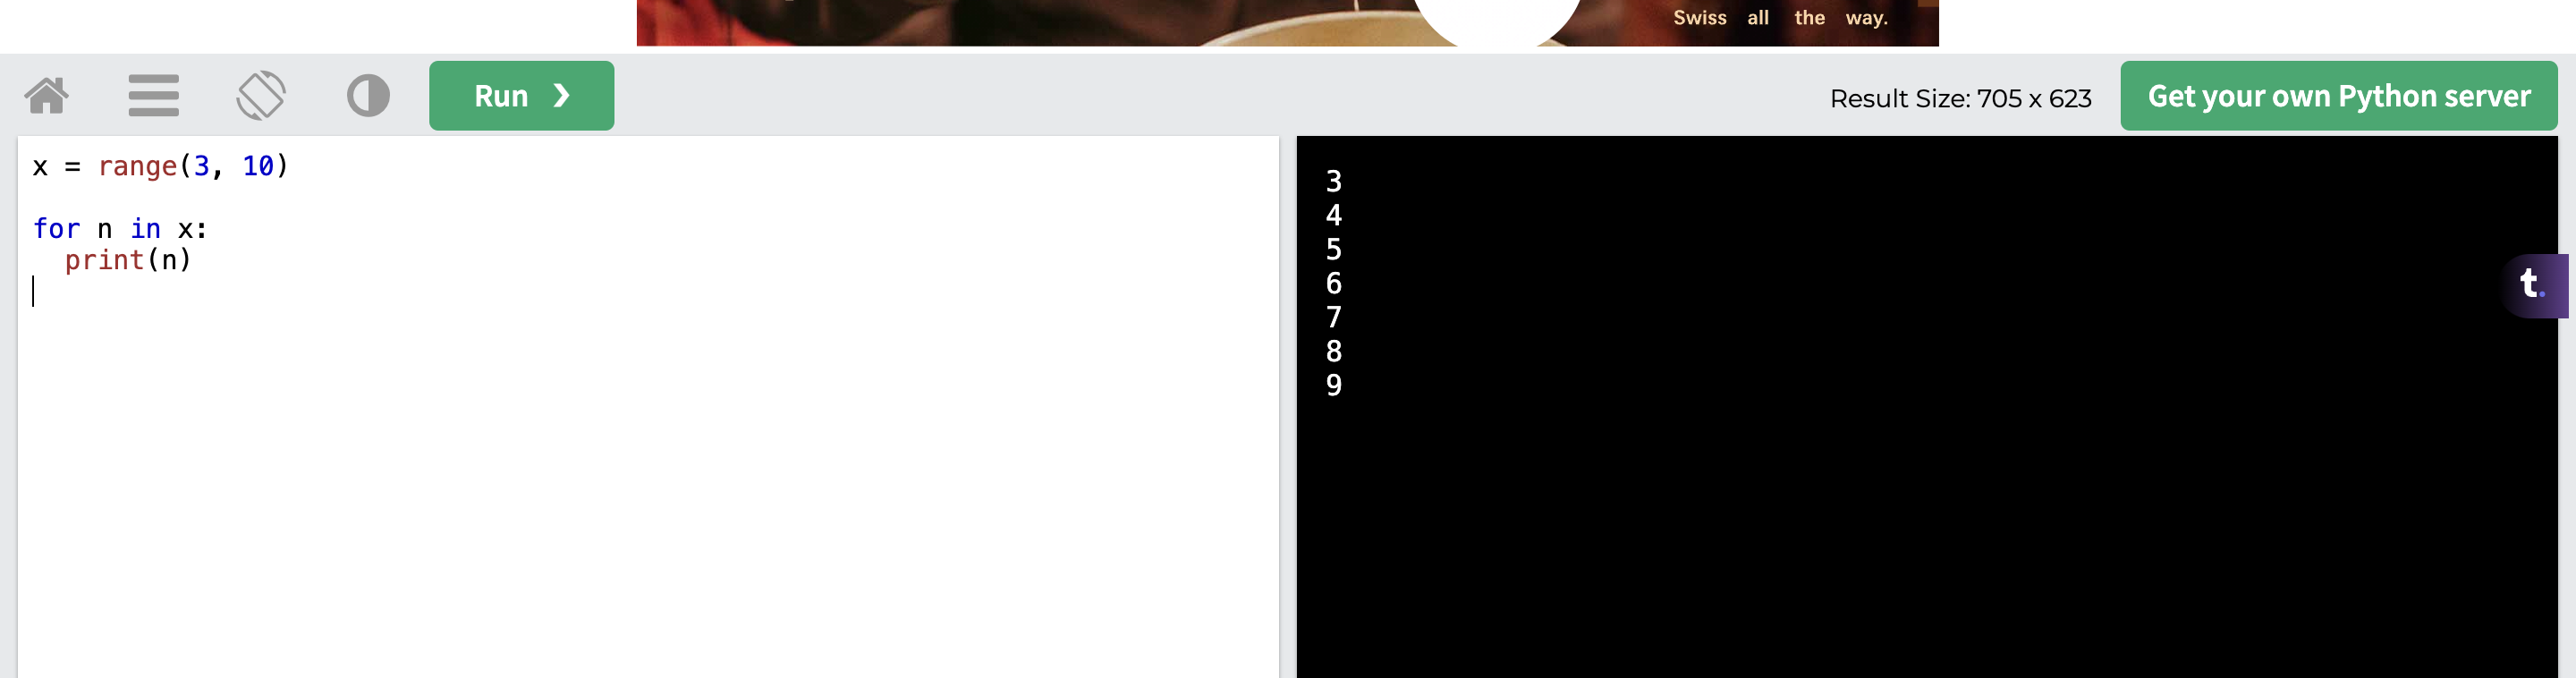 Swiss all the way.
Run ❯
Result Size: 705 x 623
Get your own Python server
x = range(3, 10)
for n in x:
  print(n)
3
4
5
6
7
8
9
t.